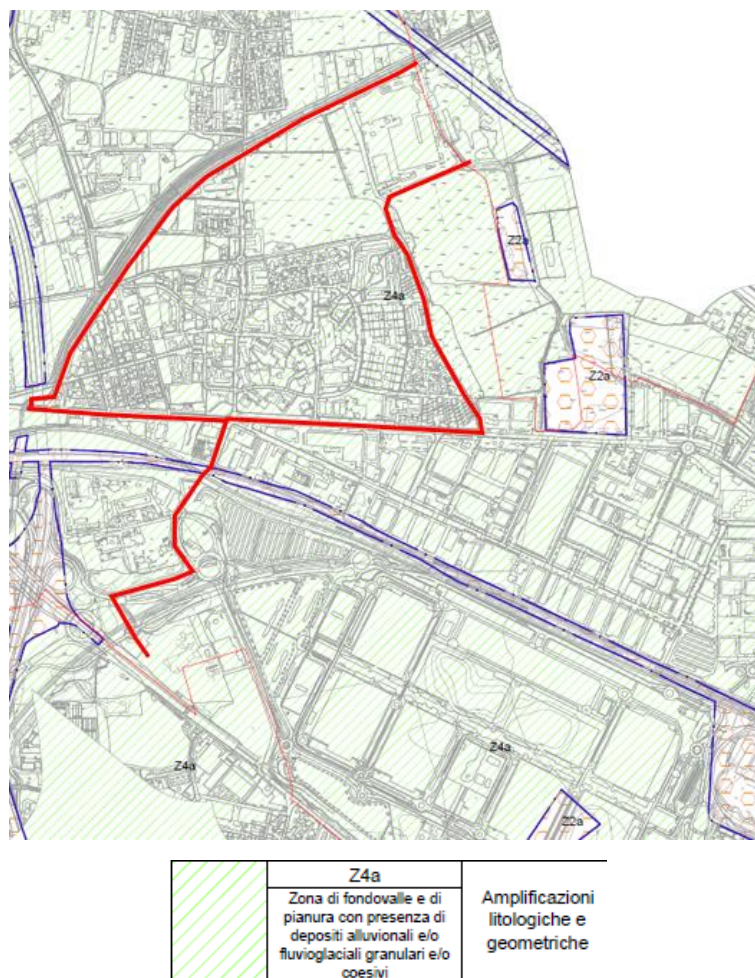 Z2a
Z4a
Z2a
Z4a
Z4a
Z2a
Z4a
Zona di fondovalle e di
pianura con presenza di
depositi alluvionali e/o
fluvioglaciali granulari e/o
coesivi
Amplificazioni
litologiche e
geometriche